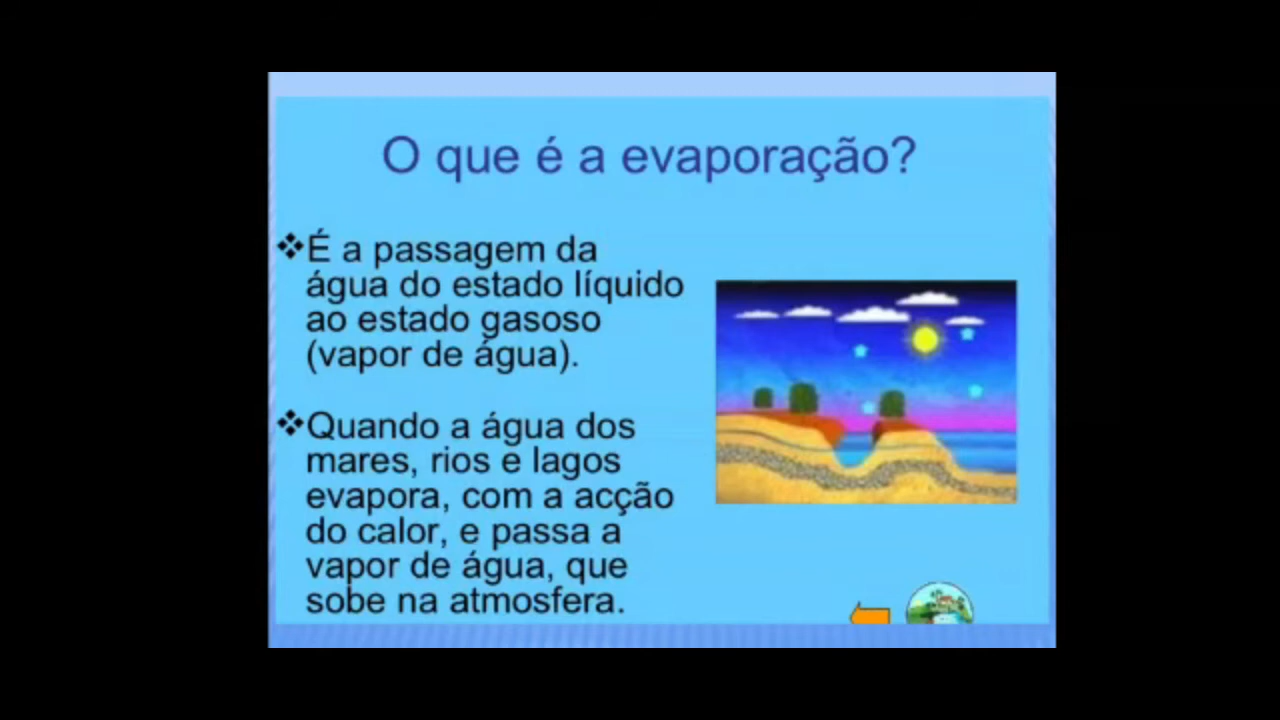 O que é a evaporação?
❖É a passagem da
água do estado líquido
ao estado gasoso
(vapor de água).
❖Quando a água dos
mares, rios e lagos
evapora, com a acção
do calor, e passa a
vapor de água, que
sobe na atmosfera.